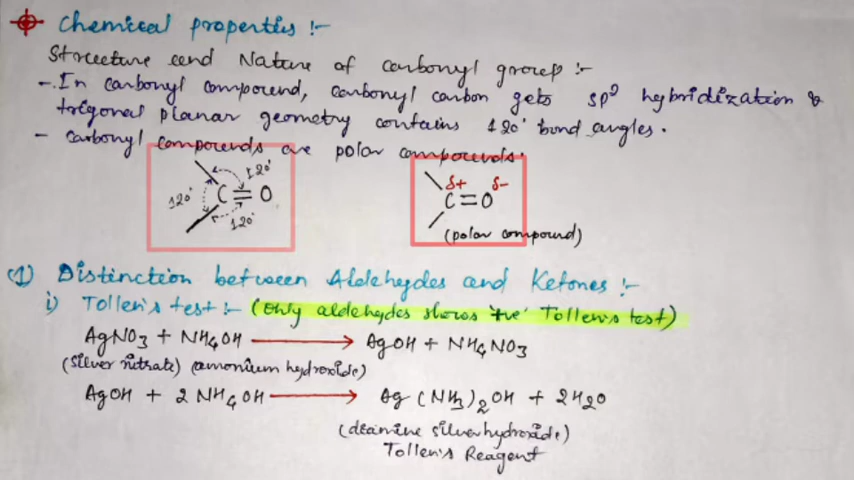 Chemical properties :-
Structure and Nature of carbonyl group :-
- In carbonyl compound, carbonyl carbon gets sp² hybridization &
trigonal planar geometry contains 120° bond angles.
- carbonyl compounds are polar compounds.
120° C = O 120° 120°
δ+ δ-
C = O
(polar compound)
(1) Distinction between Aldehydes and Ketones :-
i) Tollen's test :- (Only aldehydes shows '+ve' Tollen's test)
AgNO3 + NH4OH → AgOH + NH4NO3
(Silver nitrate) (amonium hydroxide)
AgOH + 2 NH4OH → Ag (NH3)2OH + 2H2O
(diamine silver hydroxide)
Tollen's Reagent